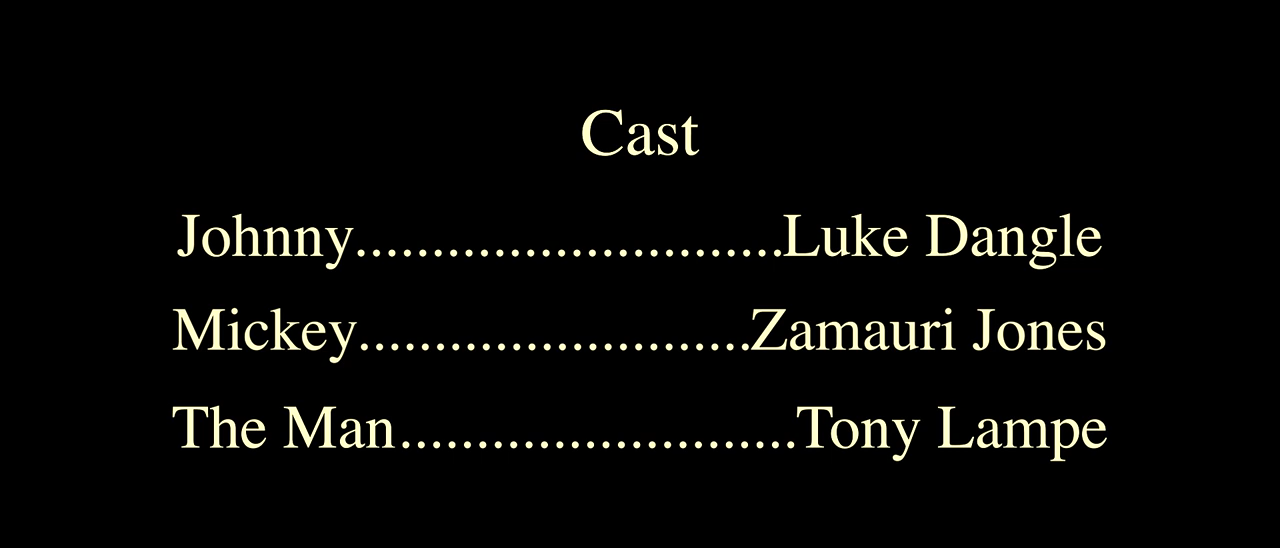 Cast
Johnny............................Luke Dangle
Mickey..........................Zamauri Jones
The Man..........................Tony Lampe